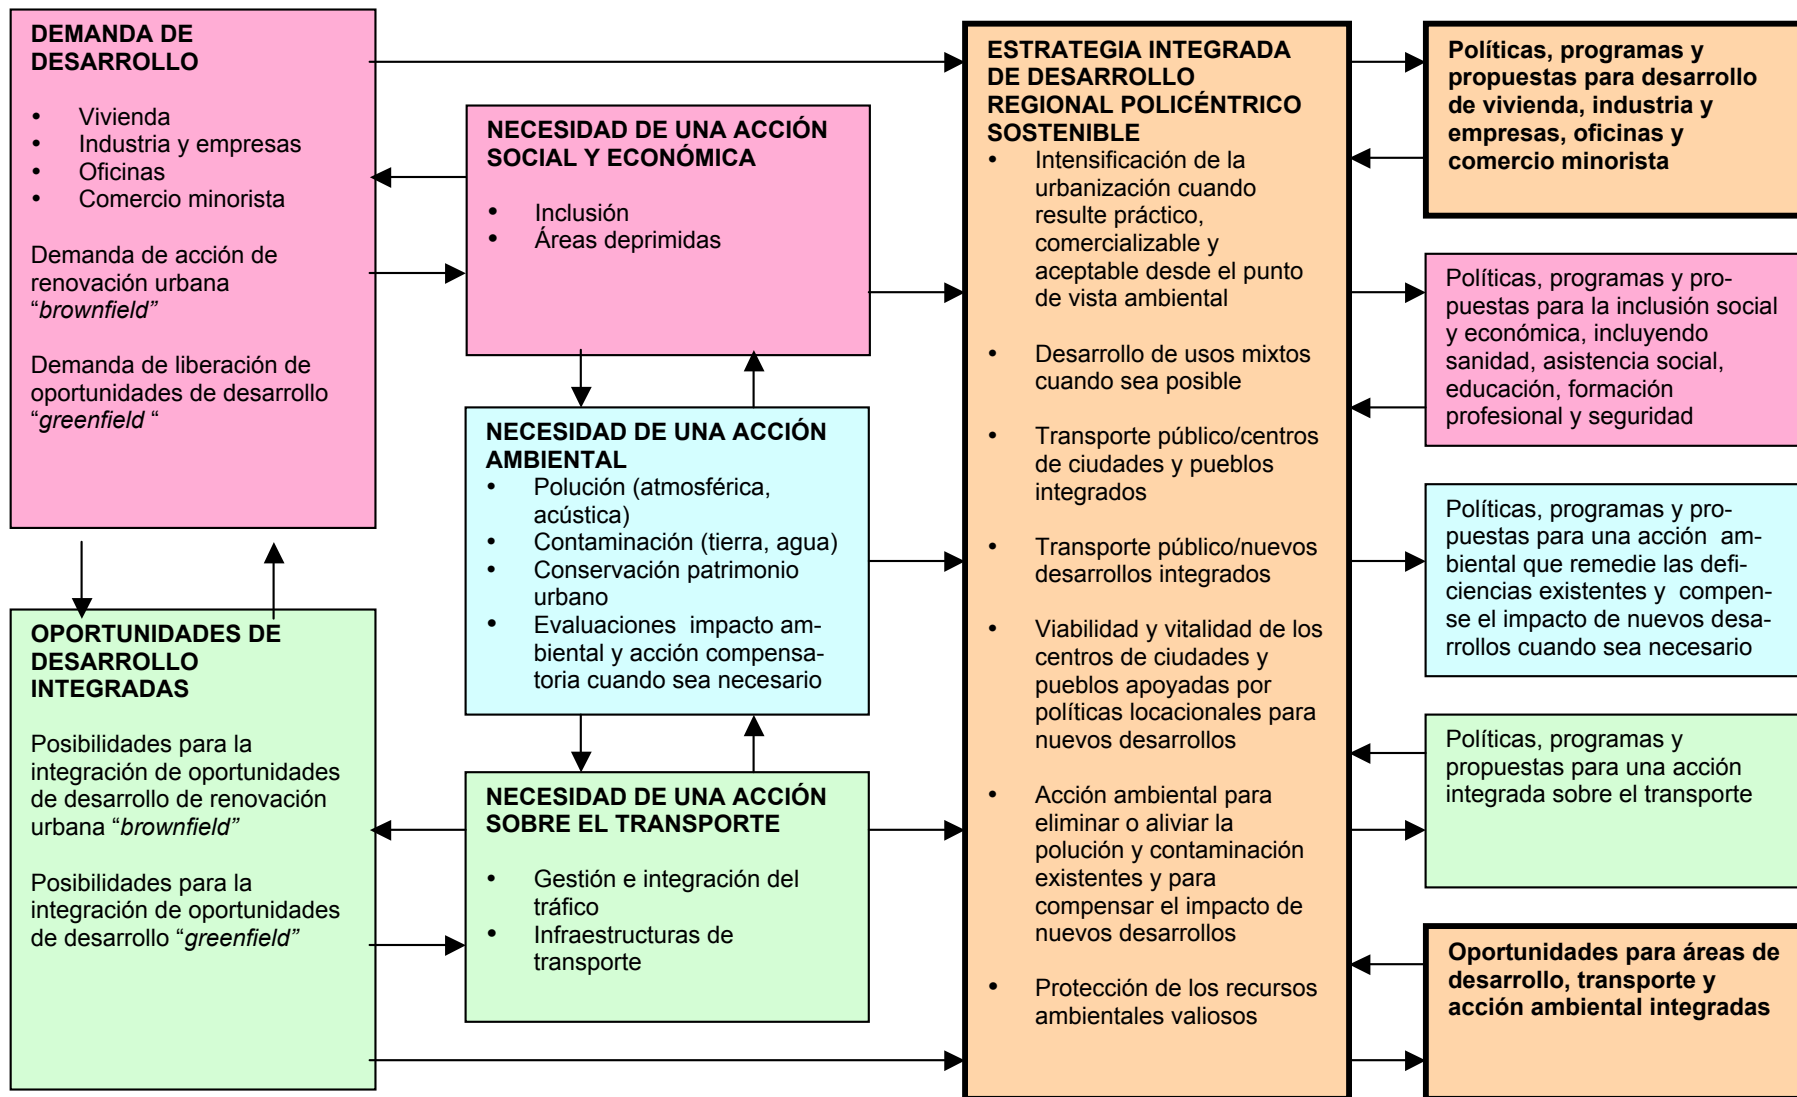 DEMANDA DE
DESARROLLO
• Vivienda
• Industria y empresas
• Oficinas
• Comercio minorista
Demanda de acción de
renovación urbana
“brownfield”
Demanda de liberación de
oportunidades de desarrollo
“greenfield “
OPORTUNIDADES DE
DESARROLLO
INTEGRADAS
Posibilidades para la
integración de oportunidades
de desarrollo de renovación
urbana “brownfield”
Posibilidades para la
integración de oportunidades
de desarrollo “greenfield”
NECESIDAD DE UNA ACCIÓN
SOCIAL Y ECONÓMICA
• Inclusión
• Áreas deprimidas
NECESIDAD DE UNA ACCIÓN
AMBIENTAL
• Polución (atmosférica,
acústica)
• Contaminación (tierra, agua)
• Conservación patrimonio
urbano
• Evaluaciones impacto am-
biental y acción compensa-
toria cuando sea necesario
NECESIDAD DE UNA ACCIÓN
SOBRE EL TRANSPORTE
• Gestión e integración del
tráfico
• Infraestructuras de
transporte
ESTRATEGIA INTEGRADA
DE DESARROLLO
REGIONAL POLICÉNTRICO
SOSTENIBLE
• Intensificación de la
urbanización cuando
resulte práctico,
comercializable y
aceptable desde el punto
de vista ambiental
• Desarrollo de usos mixtos
cuando sea posible
• Transporte público/centros
de ciudades y pueblos
integrados
• Transporte público/nuevos
desarrollos integrados
• Viabilidad y vitalidad de los
centros de ciudades y
pueblos apoyadas por
políticas locacionales para
nuevos desarrollos
• Acción ambiental para
eliminar o aliviar la
polución y contaminación
existentes y para
compensar el impacto de
nuevos desarrollos
• Protección de los recursos
ambientales valiosos
Políticas, programas y
propuestas para desarrollo
de vivienda, industria y
empresas, oficinas y
comercio minorista
Políticas, programas y pro-
puestas para la inclusión social
y económica, incluyendo
sanidad, asistencia social,
educación, formación
profesional y seguridad
Políticas, programas y pro-
puestas para una acción am-
biental que remedie las defi-
ciencias existentes y compen-
se el impacto de nuevos desa-
rrollos cuando sea necesario
Políticas, programas y
propuestas para una acción
integrada sobre el transporte
Oportunidades para áreas de
desarrollo, transporte y
acción ambiental integradas